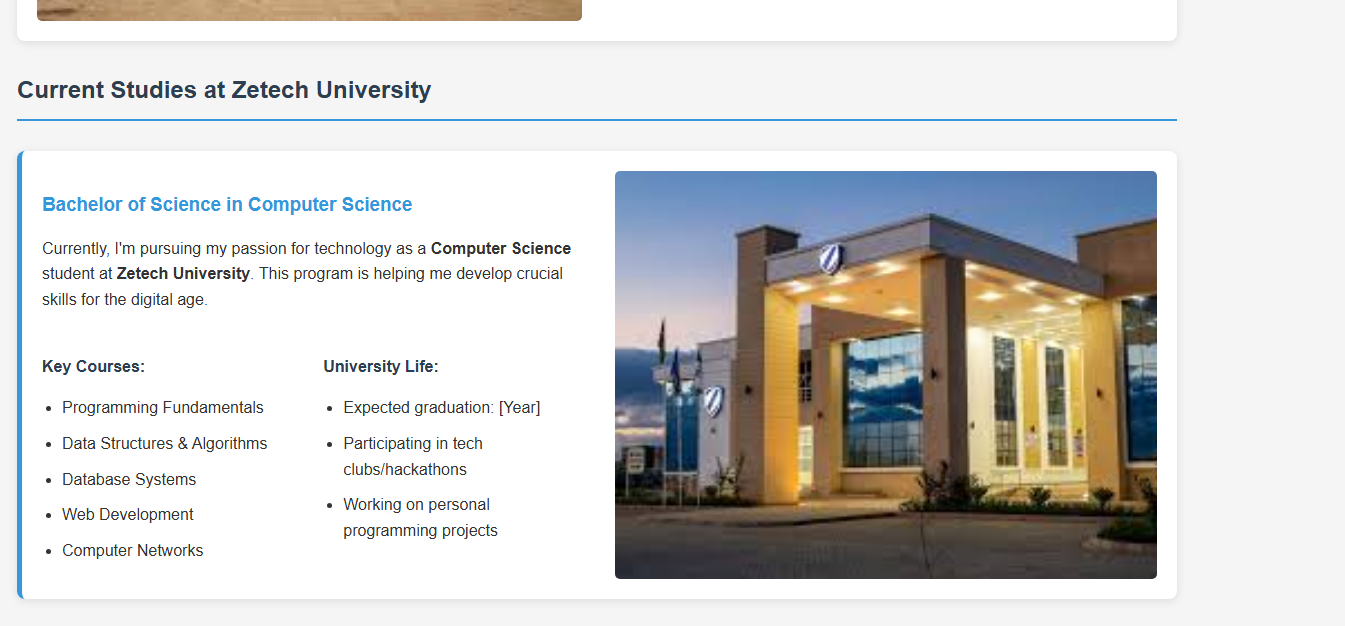 Current Studies at Zetech University
Bachelor of Science in Computer Science
Currently, I'm pursuing my passion for technology as a Computer Science
student at Zetech University. This program is helping me develop crucial
skills for the digital age.
Key Courses:
Programming Fundamentals
Data Structures & Algorithms
Database Systems
Web Development
Computer Networks
University Life:
Expected graduation: [Year]
Participating in tech
clubs/hackathons
Working on personal
programming projects